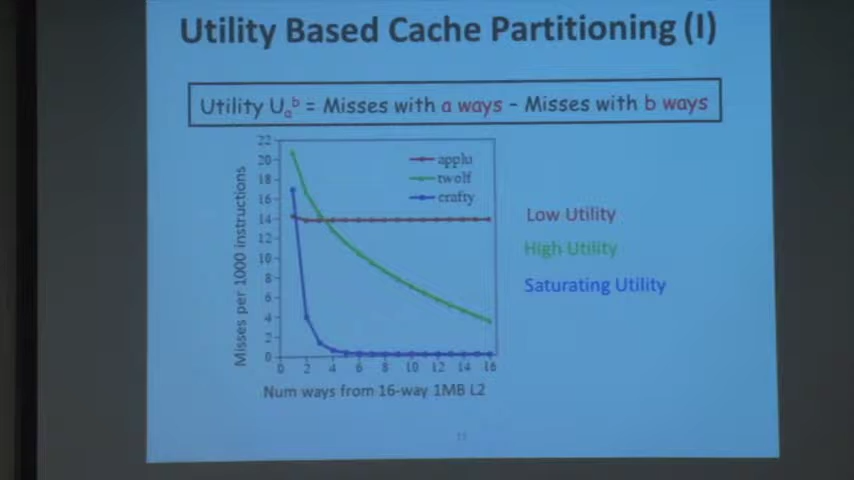 Utility Based Cache Partitioning (I)
Utility Uₐᵇ = Misses with a ways - Misses with b ways
Misses per 1000 instructions
22
20
18
16
14
12
10
8
6
4
2
0
applu
twolf
crafty
0 2 4 6 8 10 12 14 16
Num ways from 16-way 1MB L2
Low Utility
High Utility
Saturating Utility